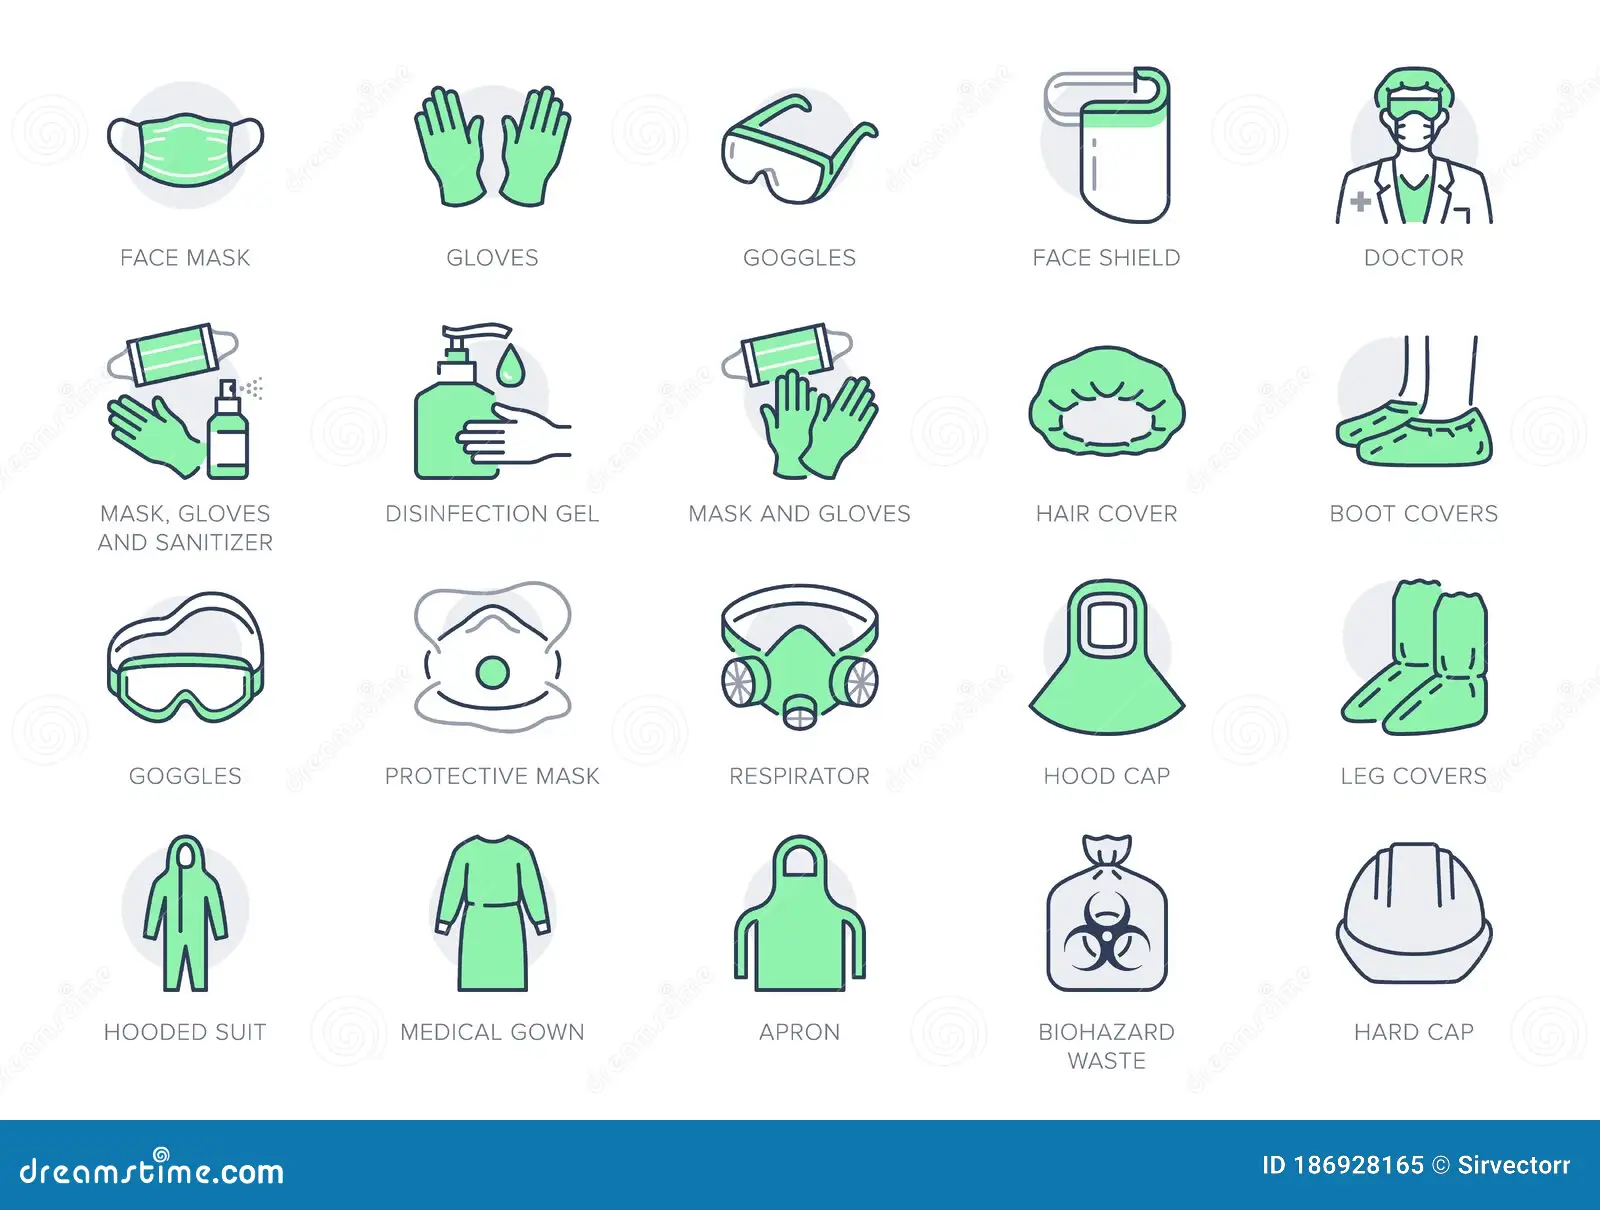 FACE MASK
GLOVES
GOGGLES
FACE SHIELD
DOCTOR
MASK, GLOVES
AND SANITIZER
DISINFECTION GEL
MASK AND GLOVES
HAIR COVER
BOOT COVERS
GOGGLES
PROTECTIVE MASK
RESPIRATOR
HOOD CAP
LEG COVERS
HOODED SUIT
MEDICAL GOWN
APRON
BIOHAZARD
WASTE
HARD CAP
dreamstime.com
ID 186928165 © Sirvectorr